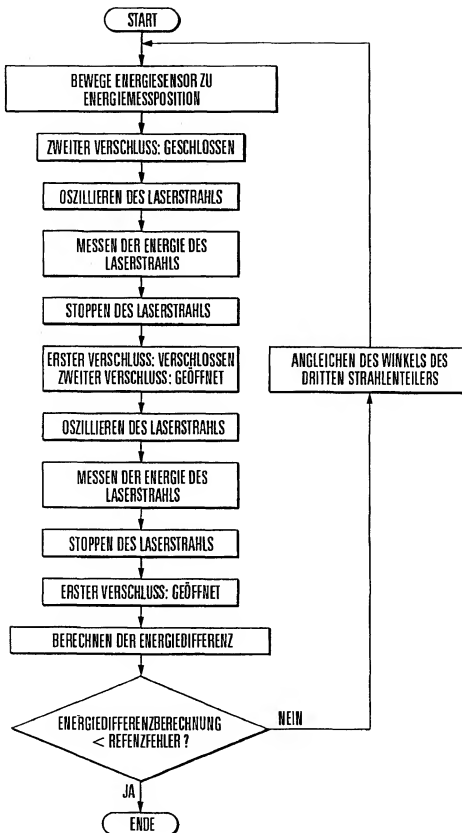 START
BEWEGE ENERGIESENSOR ZU
ENERGIEMESSPOSITION
ZWEITER VERSCHLUSS: GESCHLOSSEN
OSZILLIEREN DES LASERSTRAHLS
MESSEN DER ENERGIE DES
LASERSTRAHLS
STOPPEN DES LASERSTRAHLS
ERSTER VERSCHLUSS: VERSCHLOSSEN
ZWEITER VERSCHLUSS: GEÖFFNET
ANGLEICHEN DES WINKELS DES
DRITTEN STRAHLENTEILERS
OSZILLIEREN DES LASERSTRAHLS
MESSEN DER ENERGIE DES
LASERSTRAHLS
STOPPEN DES LASERSTRAHLS
ERSTER VERSCHLUSS: GEÖFFNET
BERECHNEN DER ENERGIEDIFFERENZ
ENERGIEDIFFERENZBERECHNUNG
< REFENZFEHLER ?
NEIN
JA
ENDE